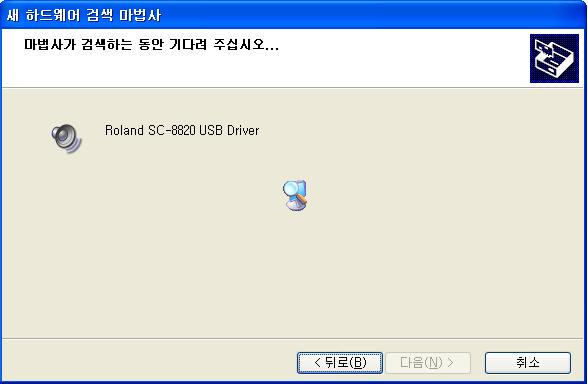 새 하드웨어 검색 마법사
마법사가 검색하는 동안 기다려 주십시오...
Roland SC-8820 USB Driver
< 뒤로(B) 다음(N) > 취소